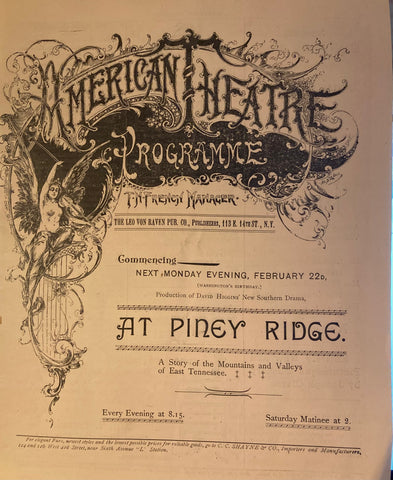 AMERICAN THEATRE
PROGRAMME
T.H. FRENCH MANAGER
THE LEO VON RAVEN PUB. CO., PUBLISHERS, 113 E. 14TH ST., N.Y.
Commencing
NEXT MONDAY EVENING, FEBRUARY 22D,
(WASHINGTON'S BIRTHDAY.)
Production of DAVID HIGGINS' New Southern Drama,
AT PINEY RIDGE.
A Story of the Mountains and Valleys
of East Tennessee. ‡ ‡ ‡
Every Evening at 8.15. Saturday Matinee at 2.
For elegant Furs, newest styles and the lowest possible prices for reliable goods, go to C. C. SHAYNE & CO., Importers and Manufacturers,
124 and 126 West 42d Street, near Sixth Avenue "L" Station.